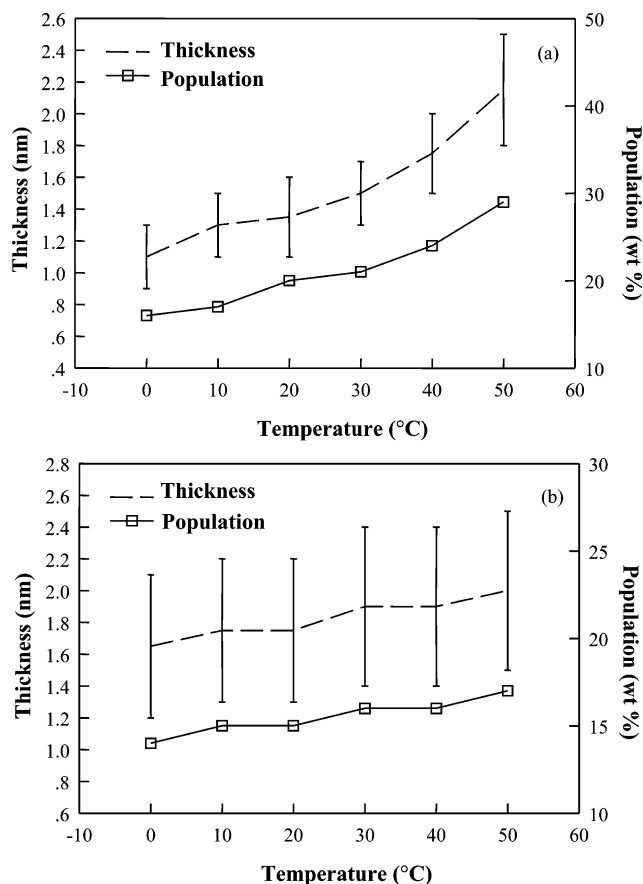 2.6
2.4
2.2
2.0
1.8
1.6
1.4
1.2
1.0
.8
.6
.4
Thickness (nm)
Thickness
Population
(a)
50
40
30
20
10
Population (wt %)
-10 0 10 20 30 40 50 60
Temperature (°C)
2.8
2.6
2.4
2.2
2.0
1.8
1.6
1.4
1.2
1.0
.8
.6
Thickness (nm)
Thickness
Population
(b)
30
25
20
15
10
Population (wt %)
-10 0 10 20 30 40 50 60
Temperature (°C)